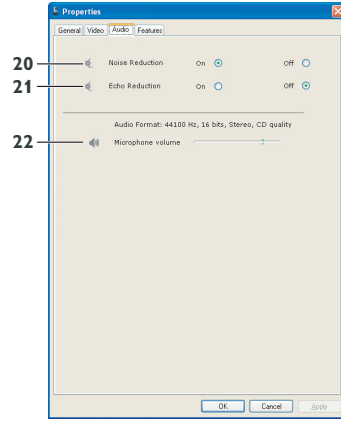 Properties
General Video Audio Features
20 Noise Reduction On Off
21 Echo Reduction On Off
Audio Format: 44100 Hz, 16 bits, Stereo, CD quality
22 Microphone volume
OK Cancel Apply